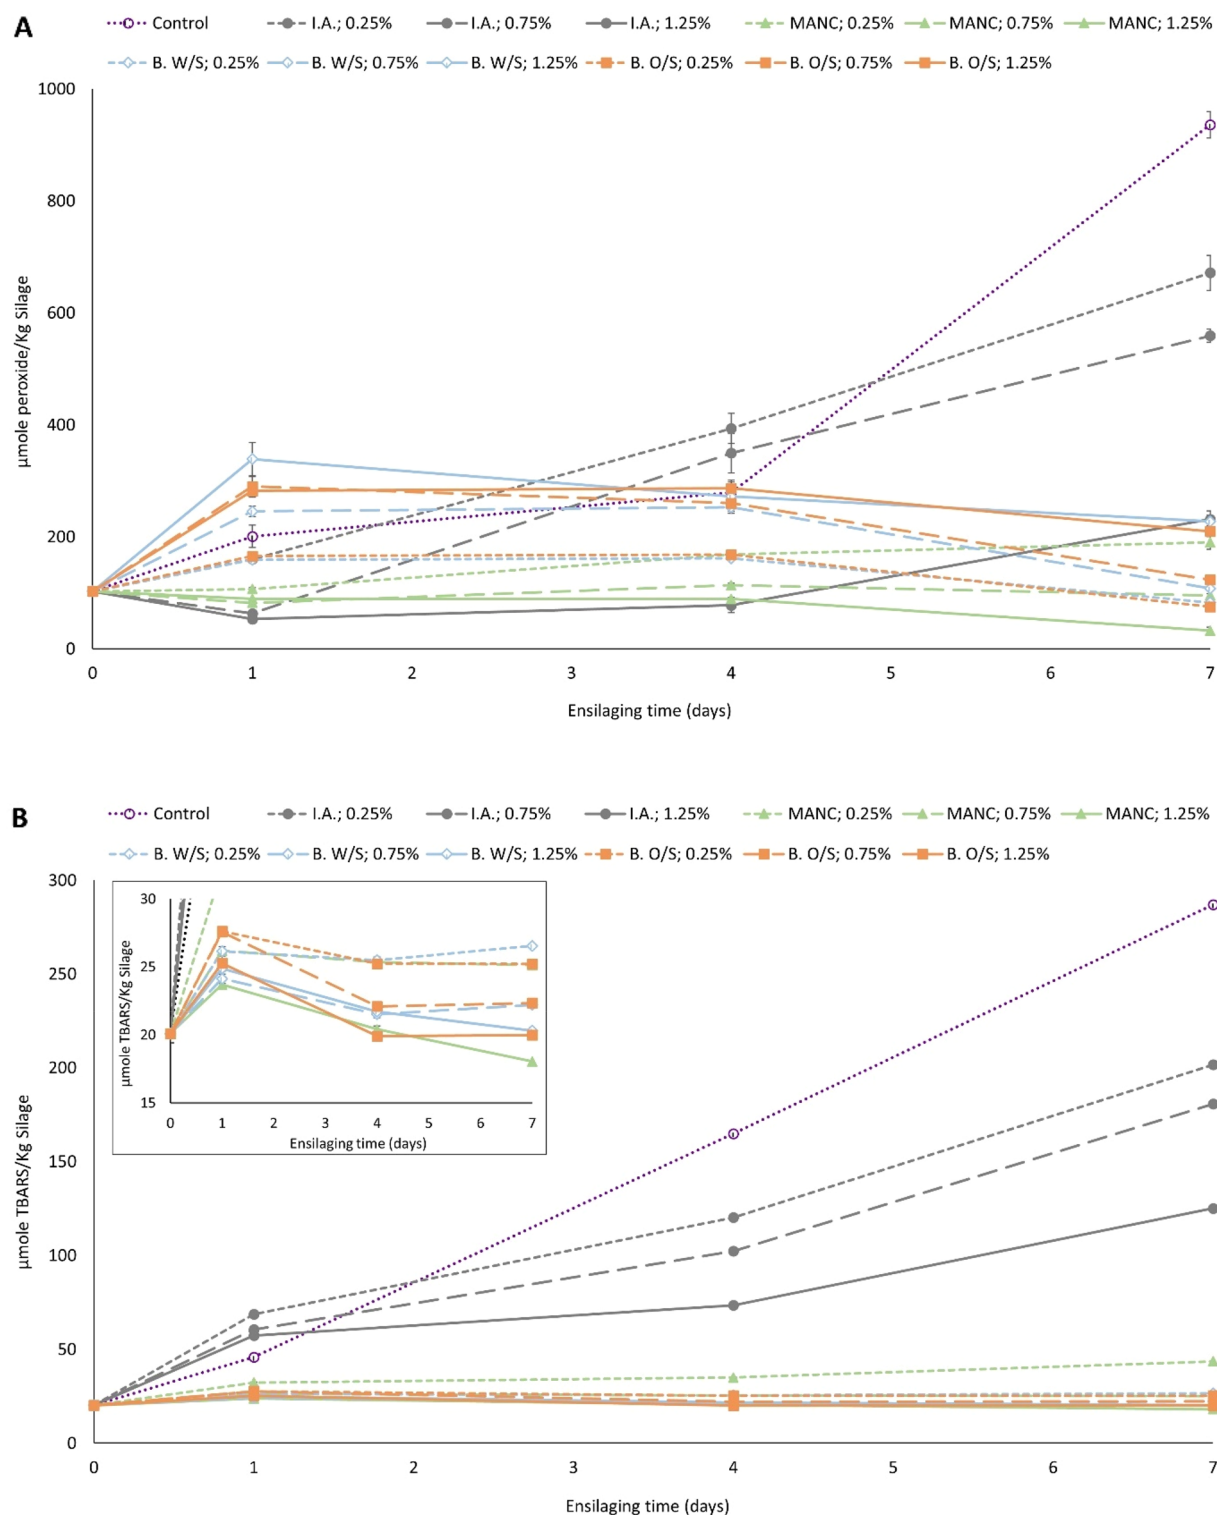 A
Control
I.A.; 0.25%
I.A.; 0.75%
I.A.; 1.25%
MANC; 0.25%
MANC; 0.75%
MANC; 1.25%
B. W/S; 0.25%
B. W/S; 0.75%
B. W/S; 1.25%
B. O/S; 0.25%
B. O/S; 0.75%
B. O/S; 1.25%
1000
800
600
400
200
0
µmole peroxide/Kg Silage
0 1 2 3 4 5 6 7
Ensilaging time (days)
B
Control
I.A.; 0.25%
I.A.; 0.75%
I.A.; 1.25%
MANC; 0.25%
MANC; 0.75%
MANC; 1.25%
B. W/S; 0.25%
B. W/S; 0.75%
B. W/S; 1.25%
B. O/S; 0.25%
B. O/S; 0.75%
B. O/S; 1.25%
300
250
200
150
100
50
0
µmole TBARS/Kg Silage
30
25
20
15
µmole TBARS/Kg Silage
0 1 2 3 4 5 6 7
Ensilaging time (days)
0 1 2 3 4 5 6 7
Ensilaging time (days)